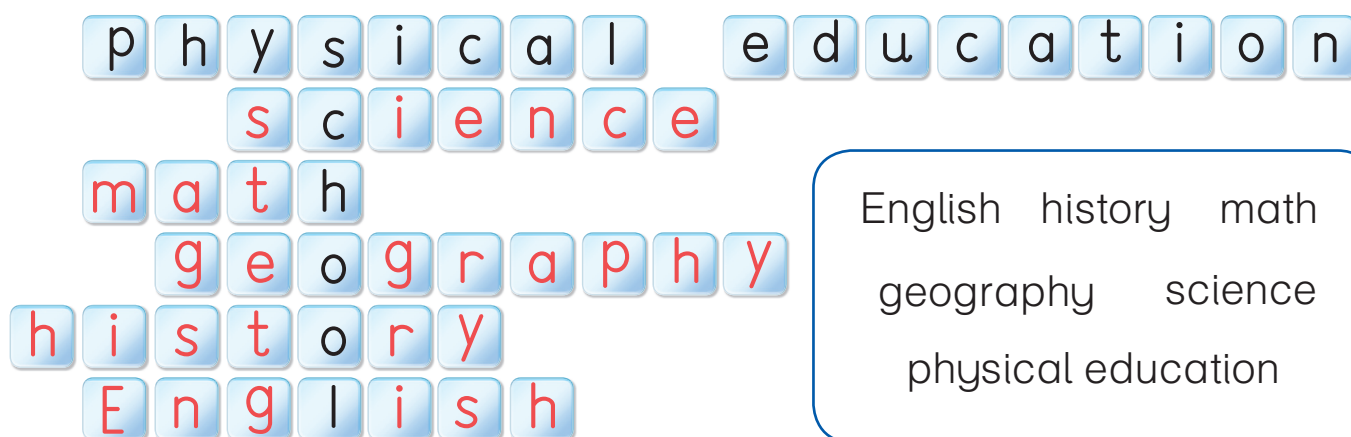 physical education
science
math
geography
history
English
English history math
geography science
physical education